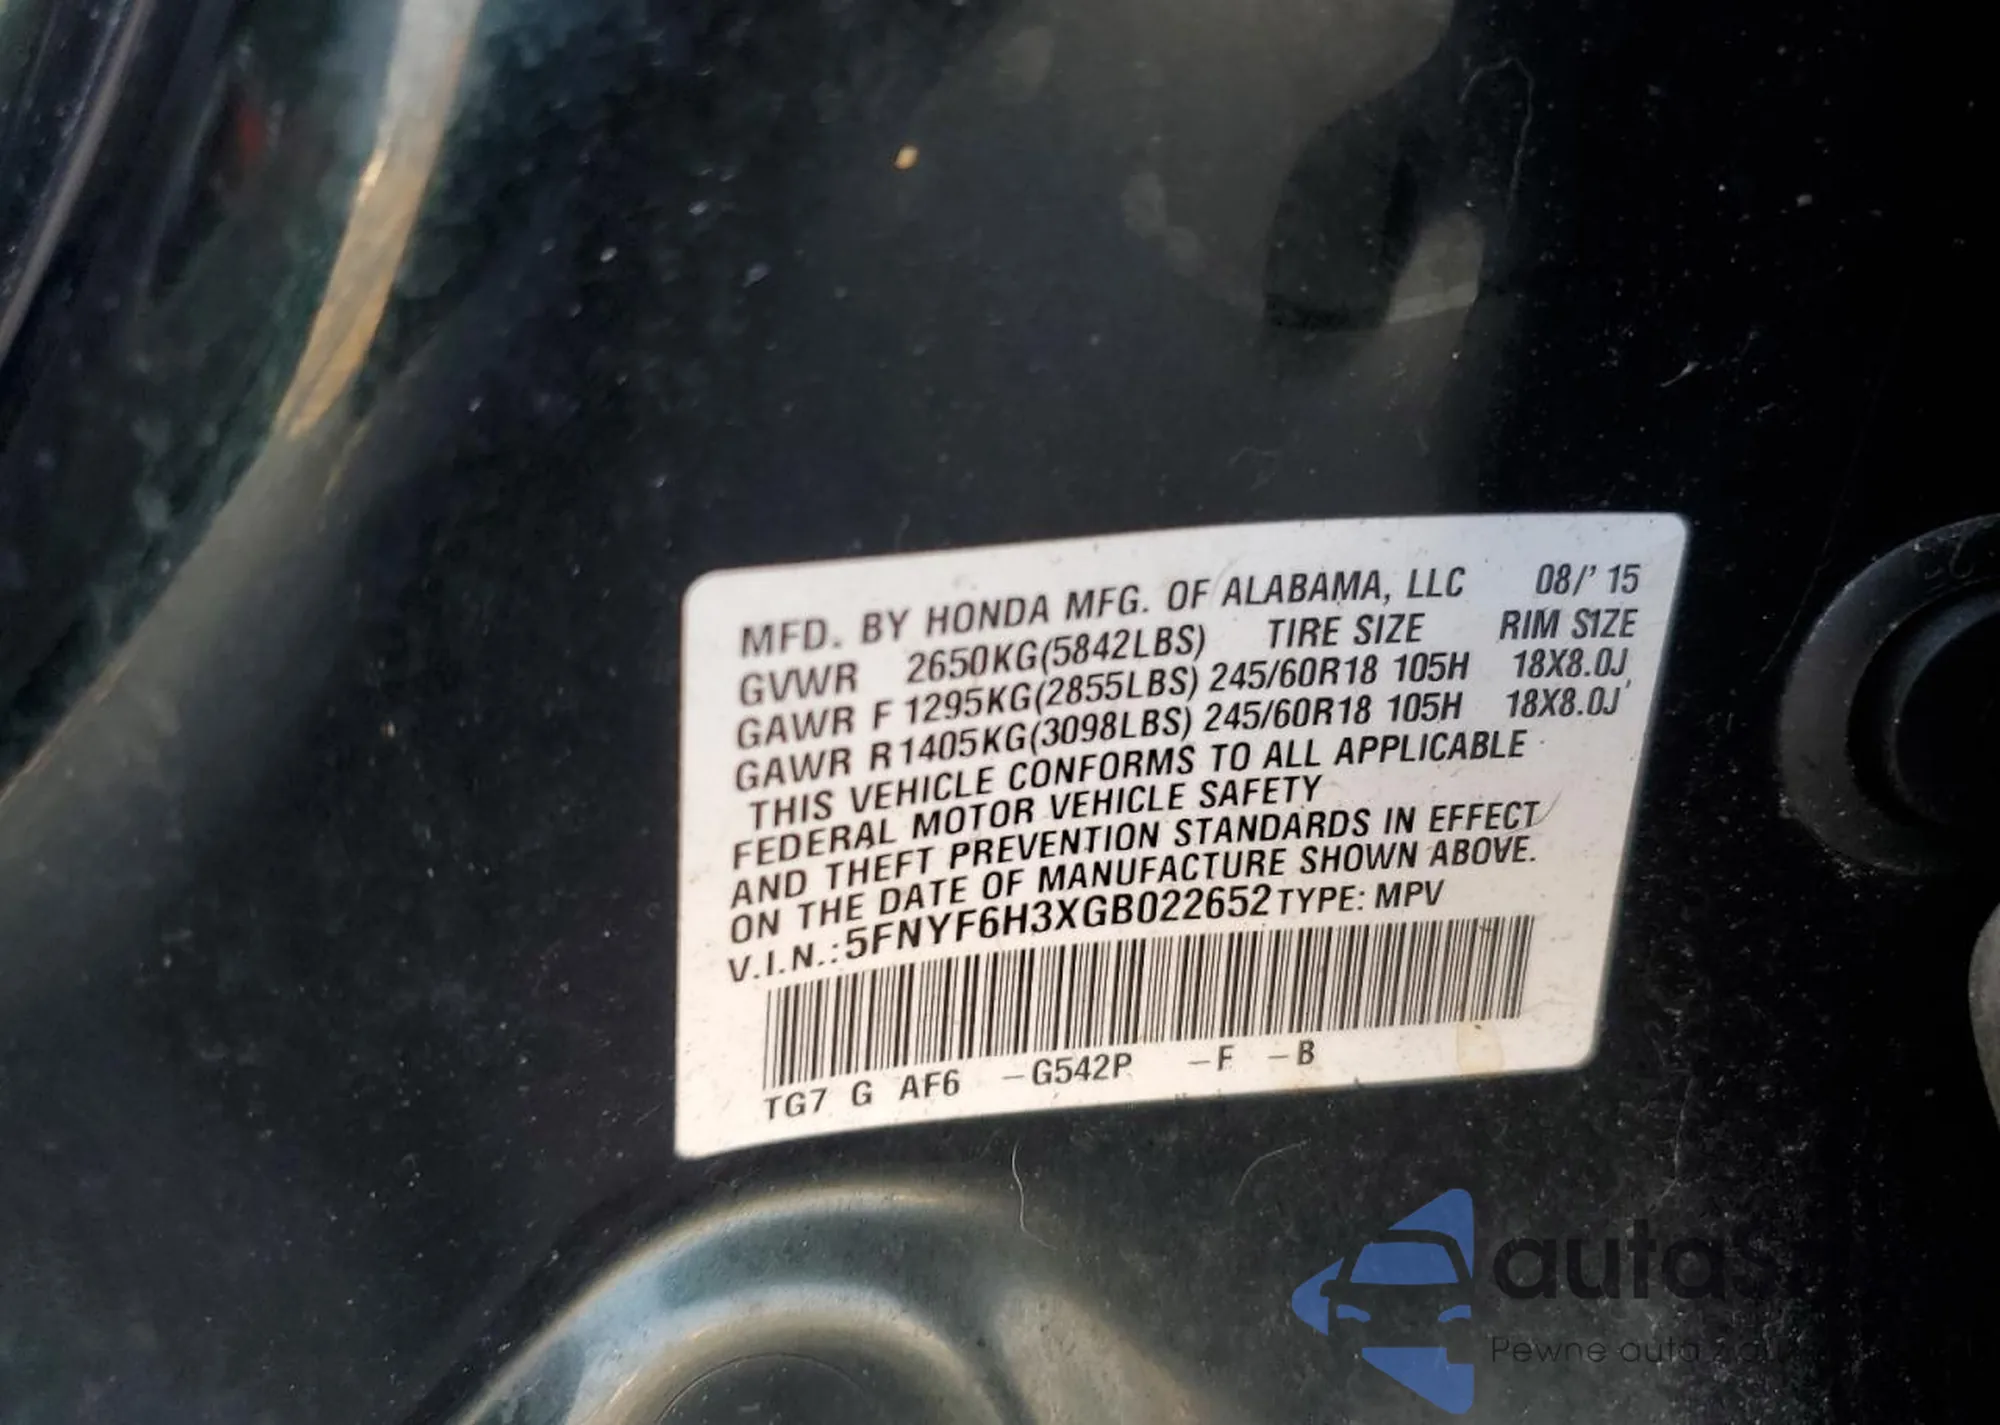 MFD. BY HONDA MFG. OF ALABAMA, LLC 08/'15
GVWR 2650KG(5842LBS) TIRE SIZE RIM SIZE
GAWR F 1295KG(2855LBS) 245/60R18 105H 18X8.0J
GAWR R 1405KG(3098LBS) 245/60R18 105H 18X8.0J
THIS VEHICLE CONFORMS TO ALL APPLICABLE
FEDERAL MOTOR VEHICLE SAFETY
AND THEFT PREVENTION STANDARDS IN EFFECT
ON THE DATE OF MANUFACTURE SHOWN ABOVE.
V.I.N.:5FNYF6H3XGB022652 TYPE: MPV
TG7 G AF6 -G542P -F -B
Pewne auta z